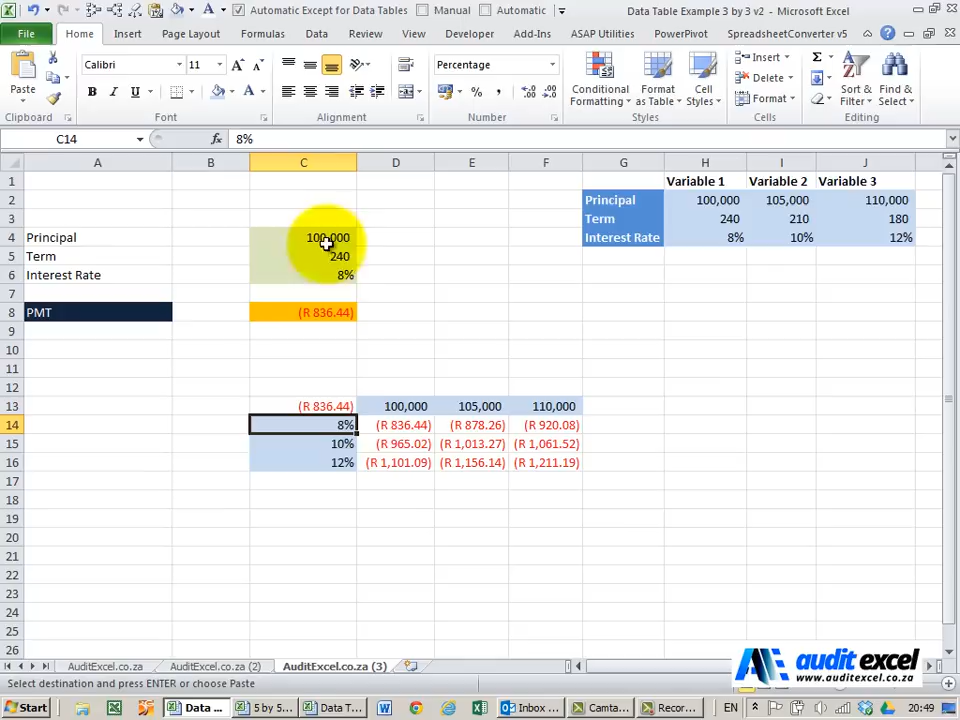 Automatic Except for Data Tables Manual Automatic Data Table Example 3 by 3 v2 - Microsoft Excel
File Home Insert Page Layout Formulas Data Review View Developer Add-Ins ASAP Utilities PowerPivot SpreadsheetConverter v5
Paste Calibri 11 Percentage Conditional Formatting Format as Table Cell Styles Insert Delete Format Sort & Filter Find & Select
Clipboard Font Alignment Number Styles Cells Editing
C14 fx 8%
A B C D E F G H I J
1 Variable 1 Variable 2 Variable 3
2 Principal 100,000 105,000 110,000
3 Term 240 210 180
4 Principal 100,000 Interest Rate 8% 10% 12%
5 Term 240
6 Interest Rate 8%
7
8 PMT (R 836.44)
9
10
11
12
13 (R 836.44) 100,000 105,000 110,000
14 8% (R 836.44) (R 878.26) (R 920.08)
15 10% (R 965.02) (R 1,013.27) (R 1,061.52)
16 12% (R 1,101.09) (R 1,156.14) (R 1,211.19)
17
18
19
20
21
22
23
24
25
26
AuditExcel.co.za AuditExcel.co.za (2) AuditExcel.co.za (3)
audit excel
www.auditexcel.co.za
Select destination and press ENTER or choose Paste
Start Data ... 5 by 5... Data T... Inbox ... Camta... Recor... EN 20:49